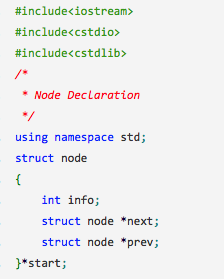 #include<iostream>
#include<cstdio>
#include<cstdlib>
/*
 * Node Declaration
 */
using namespace std;
struct node
{
    int info;
    struct node *next;
    struct node *prev;
}*start;